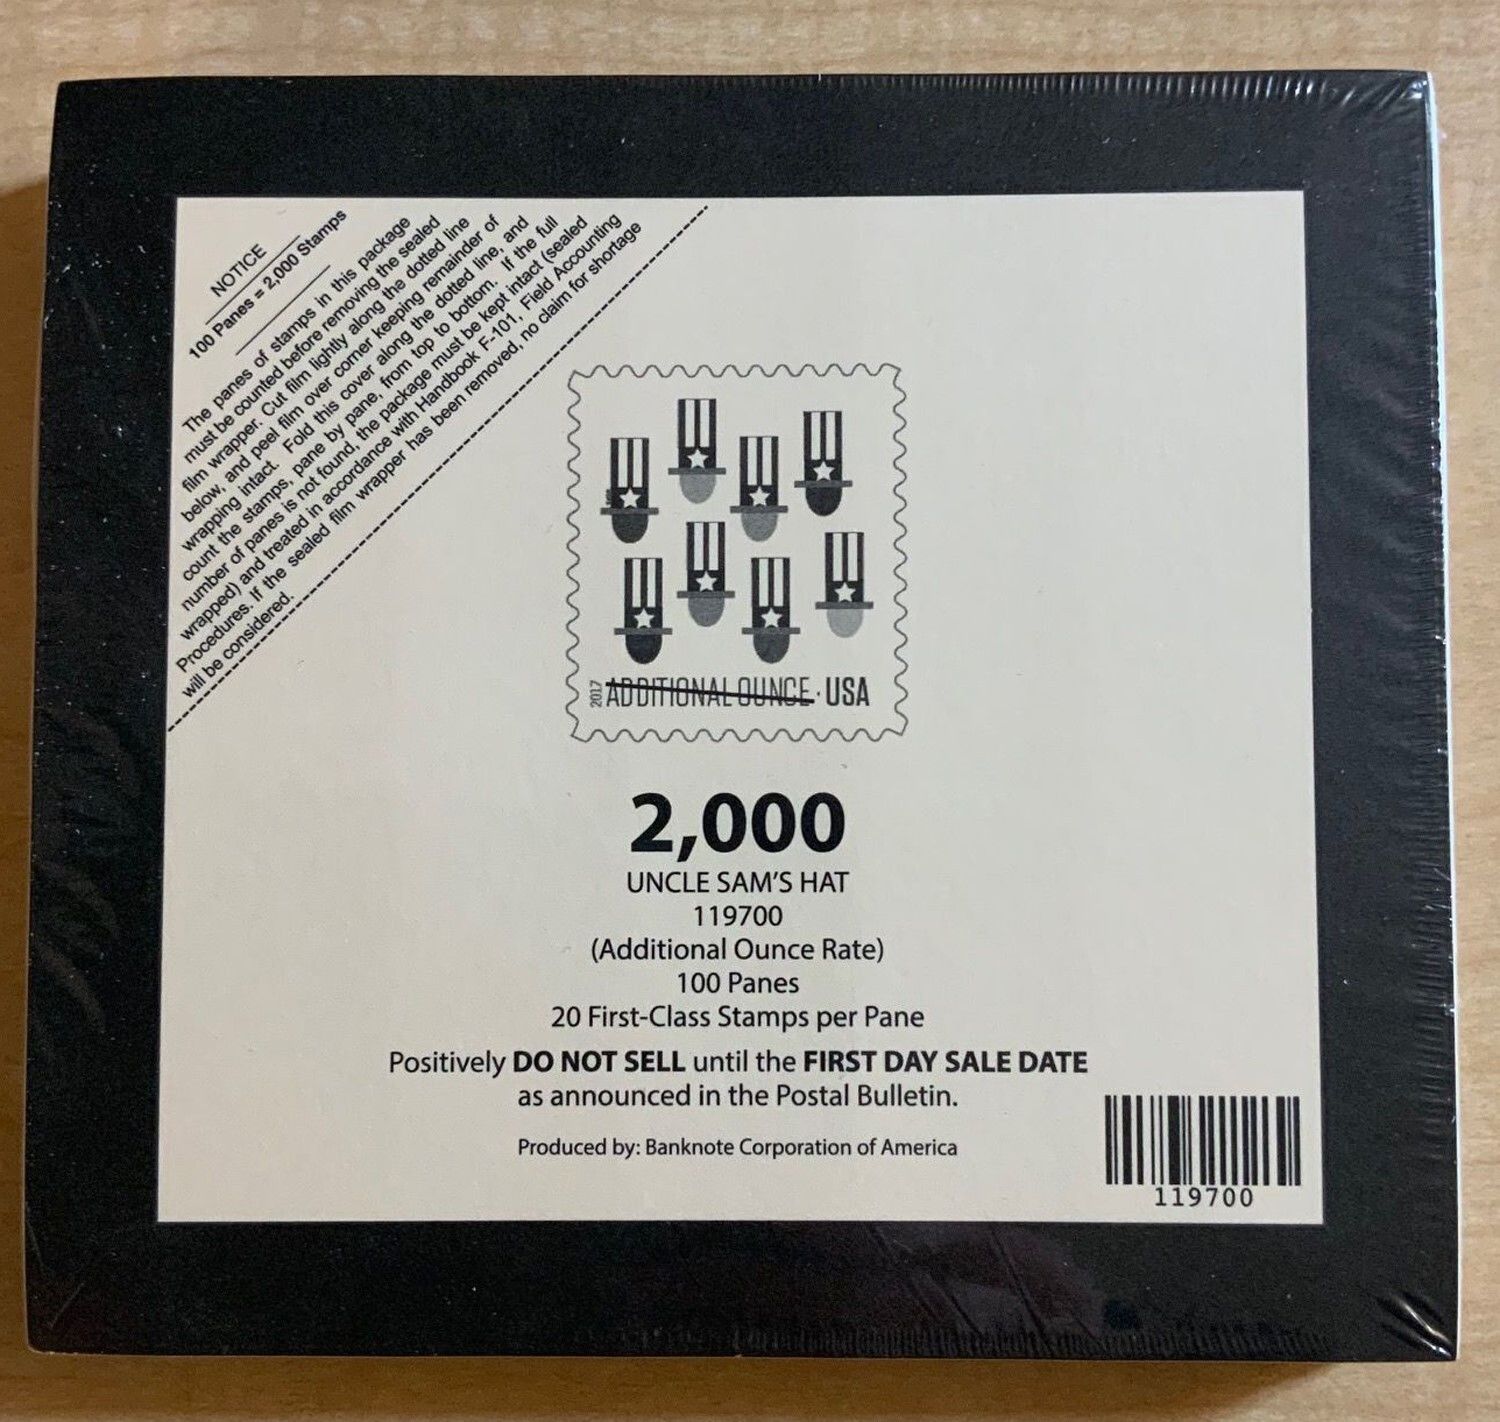 NOTICE
100 Panes = 2,000 Stamps
The panes of stamps in this package
must be counted before removing the sealed
film wrapper. Cut film lightly along the dotted line
below, and peel film over corner keeping remainder of
wrapping intact. Fold this cover along the dotted line, and
count the stamps, pane by pane, from top to bottom. If the full
number of panes is not found, the package must be kept intact (sealed
wrapped) and treated in accordance with Handbook F-101, Field Accounting
Procedures. If the sealed film wrapper has been removed, no claim for shortage
will be considered.
2017 ADDITIONAL OUNCE · USA
2,000
UNCLE SAM'S HAT
119700
(Additional Ounce Rate)
100 Panes
20 First-Class Stamps per Pane
Positively DO NOT SELL until the FIRST DAY SALE DATE
as announced in the Postal Bulletin.
Produced by: Banknote Corporation of America
119700